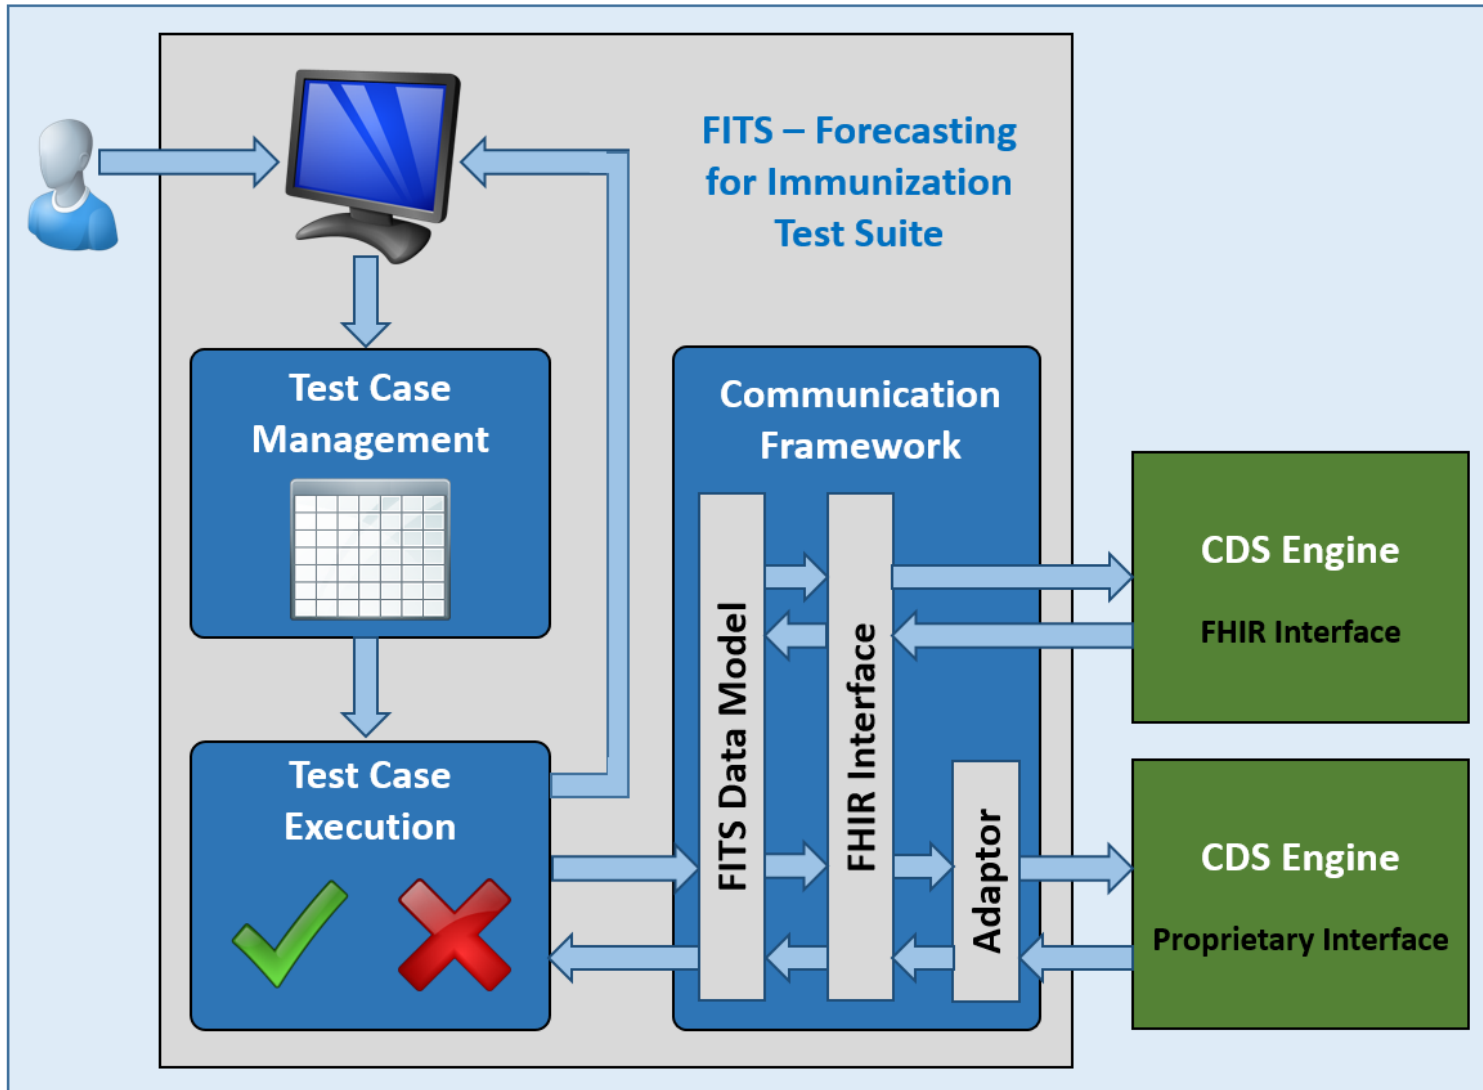 FITS – Forecasting
for Immunization
Test Suite
Test Case
Management
Communication
Framework
FITS Data Model
FHIR Interface
Adaptor
Test Case
Execution
CDS Engine
FHIR Interface
CDS Engine
Proprietary Interface